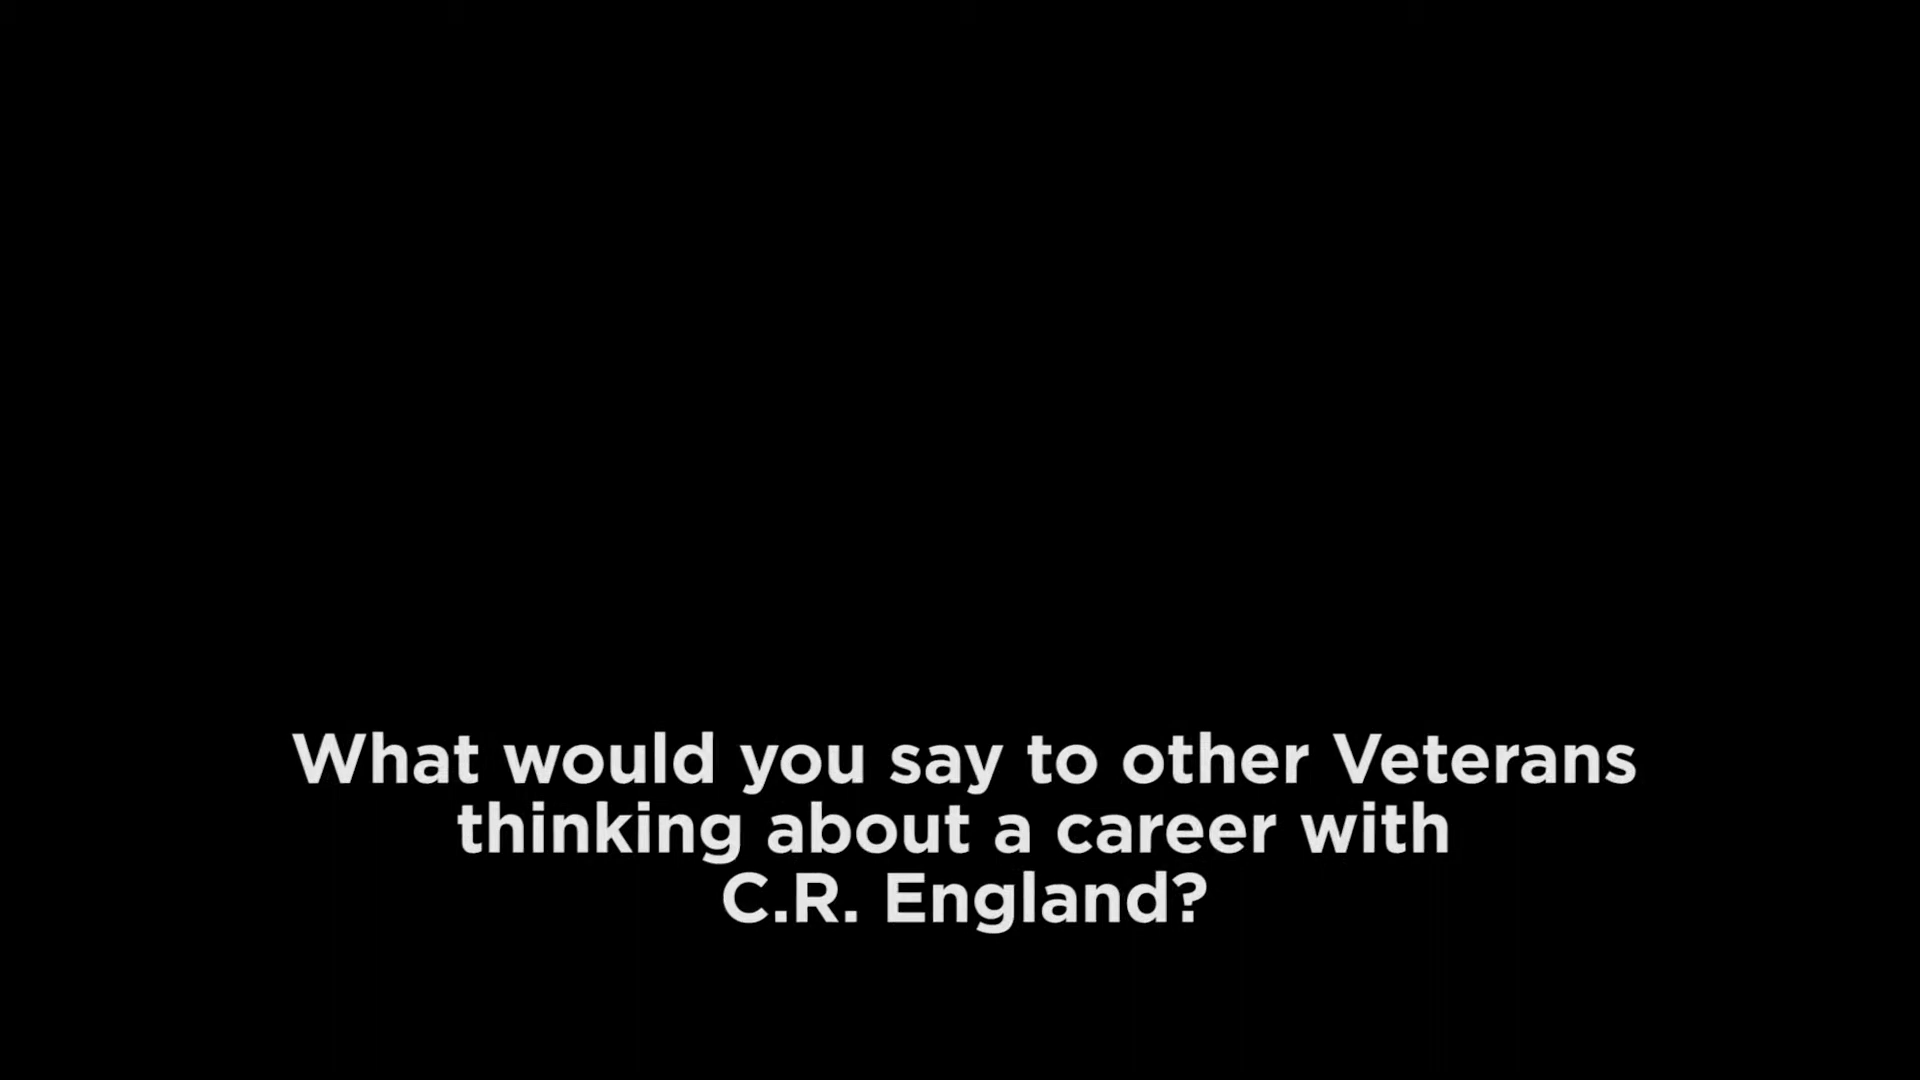 What would you say to other Veterans
thinking about a career with
C.R. England?